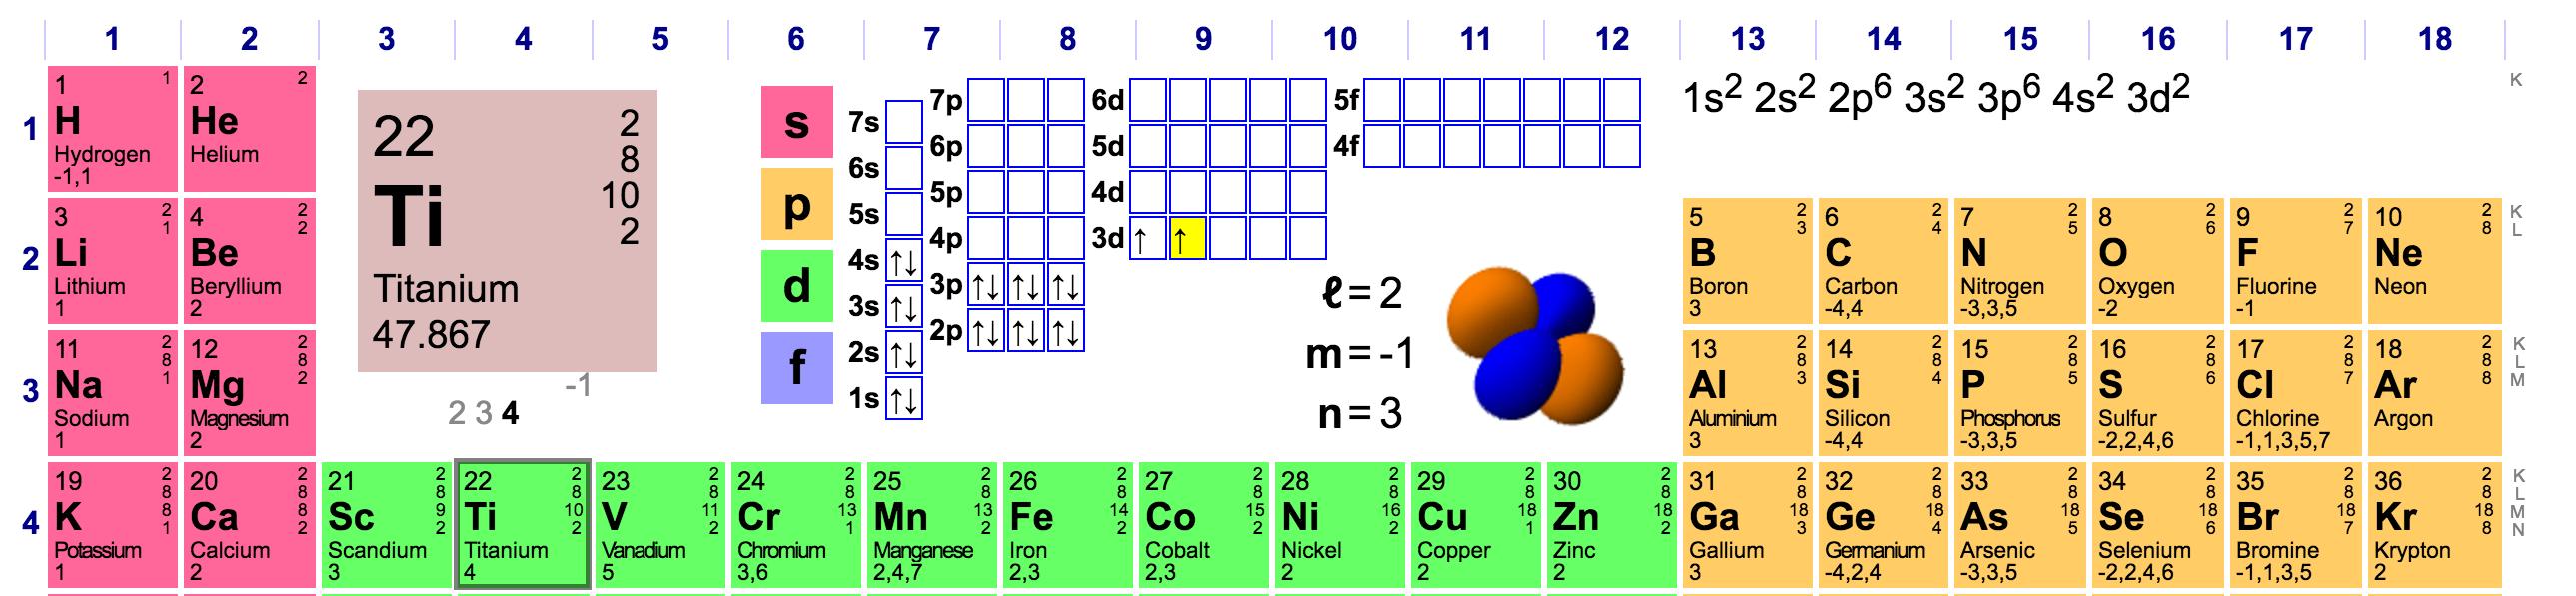 1 2 3 4 5 6 7 8 9 10 11 12 13 14 15 16 17 18
1
1 1
H
Hydrogen
-1,1
2 2
He
Helium
22
Ti
Titanium
47.867
2
8
10
2
-1
2 3 4
s
p
d
f
7s
6s
5s
4s ↑↓
3s ↑↓
2s ↑↓
1s ↑↓
7p
6p
5p
4p
3p ↑↓ ↑↓ ↑↓
2p ↑↓ ↑↓ ↑↓
6d
5d
4d
3d ↑ ↑
5f
4f
ℓ = 2
m = -1
n = 3
1s² 2s² 2p⁶ 3s² 3p⁶ 4s² 3d²
K
2
3 2
1
Li
Lithium
1
4 2
2
Be
Beryllium
2
5 2
3
B
Boron
3
6 2
4
C
Carbon
-4,4
7 2
5
N
Nitrogen
-3,3,5
8 2
6
O
Oxygen
-2
9 2
7
F
Fluorine
-1
10 2
8
Ne
Neon
K
L
3
11 2
8
1
Na
Sodium
1
12 2
8
2
Mg
Magnesium
2
13 2
8
3
Al
Aluminium
3
14 2
8
4
Si
Silicon
-4,4
15 2
8
5
P
Phosphorus
-3,3,5
16 2
8
6
S
Sulfur
-2,2,4,6
17 2
8
7
Cl
Chlorine
-1,1,3,5,7
18 2
8
8
Ar
Argon
K
L
M
4
19 2
8
8
1
K
Potassium
1
20 2
8
8
2
Ca
Calcium
2
21 2
8
9
2
Sc
Scandium
3
22 2
8
10
2
Ti
Titanium
4
23 2
8
11
2
V
Vanadium
5
24 2
8
13
1
Cr
Chromium
3,6
25 2
8
13
2
Mn
Manganese
2,4,7
26 2
8
14
2
Fe
Iron
2,3
27 2
8
15
2
Co
Cobalt
2,3
28 2
8
16
2
Ni
Nickel
2
29 2
8
18
1
Cu
Copper
2
30 2
8
18
2
Zn
Zinc
2
31 2
8
18
3
Ga
Gallium
3
32 2
8
18
4
Ge
Germanium
-4,2,4
33 2
8
18
5
As
Arsenic
-3,3,5
34 2
8
18
6
Se
Selenium
-2,2,4,6
35 2
8
18
7
Br
Bromine
-1,1,3,5
36 2
8
18
8
Kr
Krypton
2
K
L
M
N